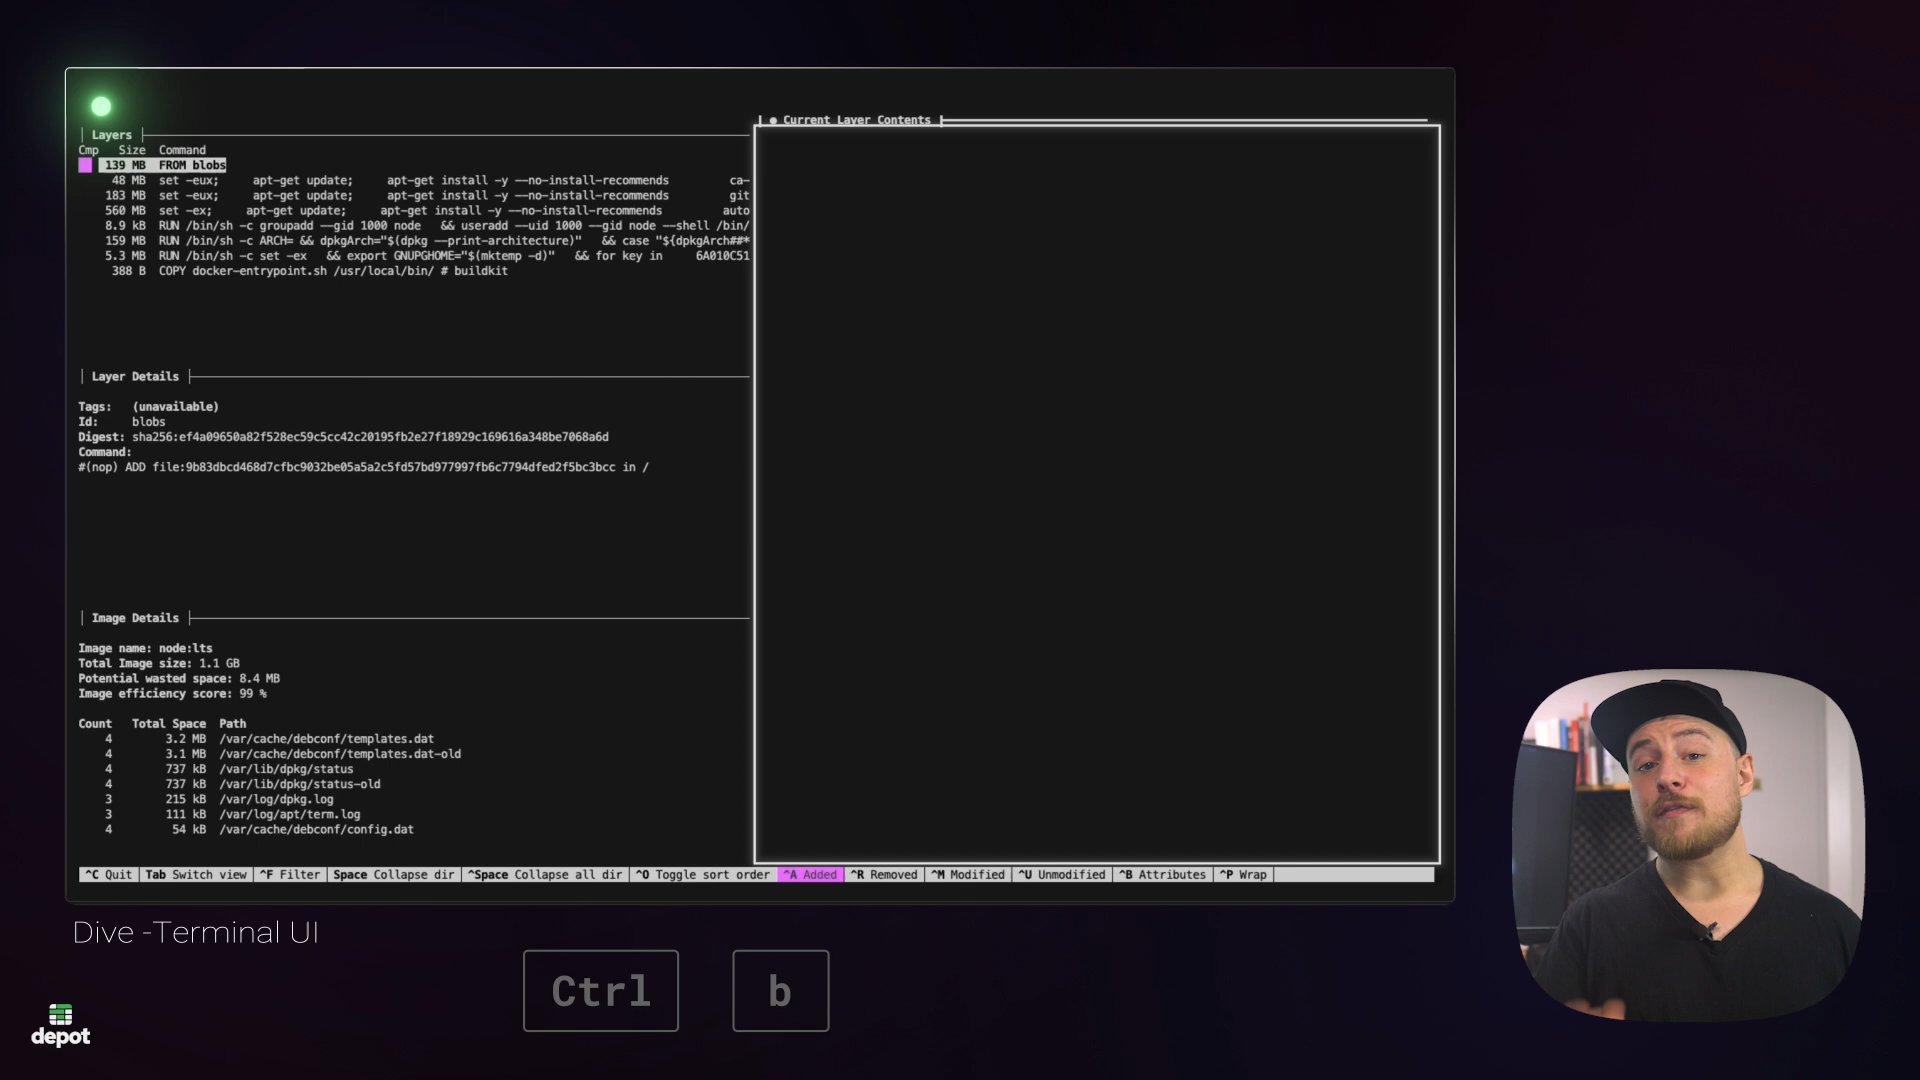 Layers
Cmp Size Command
139 MB FROM blobs
48 MB set -eux; apt-get update; apt-get install -y --no-install-recommends ca-
183 MB set -eux; apt-get update; apt-get install -y --no-install-recommends git
560 MB set -ex; apt-get update; apt-get install -y --no-install-recommends auto
8.9 kB RUN /bin/sh -c groupadd --gid 1000 node && useradd --uid 1000 --gid node --shell /bin/
159 MB RUN /bin/sh -c ARCH= && dpkgArch="$(dpkg --print-architecture)" && case "${dpkgArch##*
5.3 MB RUN /bin/sh -c set -ex && export GNUPGHOME="$(mktemp -d)" && for key in 6A010C51
388 B COPY docker-entrypoint.sh /usr/local/bin/ # buildkit
Layer Details
Tags: (unavailable)
Id: blobs
Digest: sha256:ef4a09650a82f528ec59c5cc42c20195fb2e27f18929c169616a348be7068a6d
Command:
#(nop) ADD file:9b83dbcd468d7cfbc9032be05a5a2c5fd57bd977997fb6c7794dfed2f5bc3bcc in /
Image Details
Image name: node:lts
Total Image size: 1.1 GB
Potential wasted space: 8.4 MB
Image efficiency score: 99 %
Count Total Space Path
4 3.2 MB /var/cache/debconf/templates.dat
4 3.1 MB /var/cache/debconf/templates.dat-old
4 737 kB /var/lib/dpkg/status
4 737 kB /var/lib/dpkg/status-old
3 215 kB /var/log/dpkg.log
3 111 kB /var/log/apt/term.log
4 54 kB /var/cache/debconf/config.dat
● Current Layer Contents
^C Quit Tab Switch view ^F Filter Space Collapse dir ^Space Collapse all dir ^O Toggle sort order ^A Added ^R Removed ^M Modified ^U Unmodified ^B Attributes ^P Wrap
Dive -Terminal UI
Ctrl b
depot